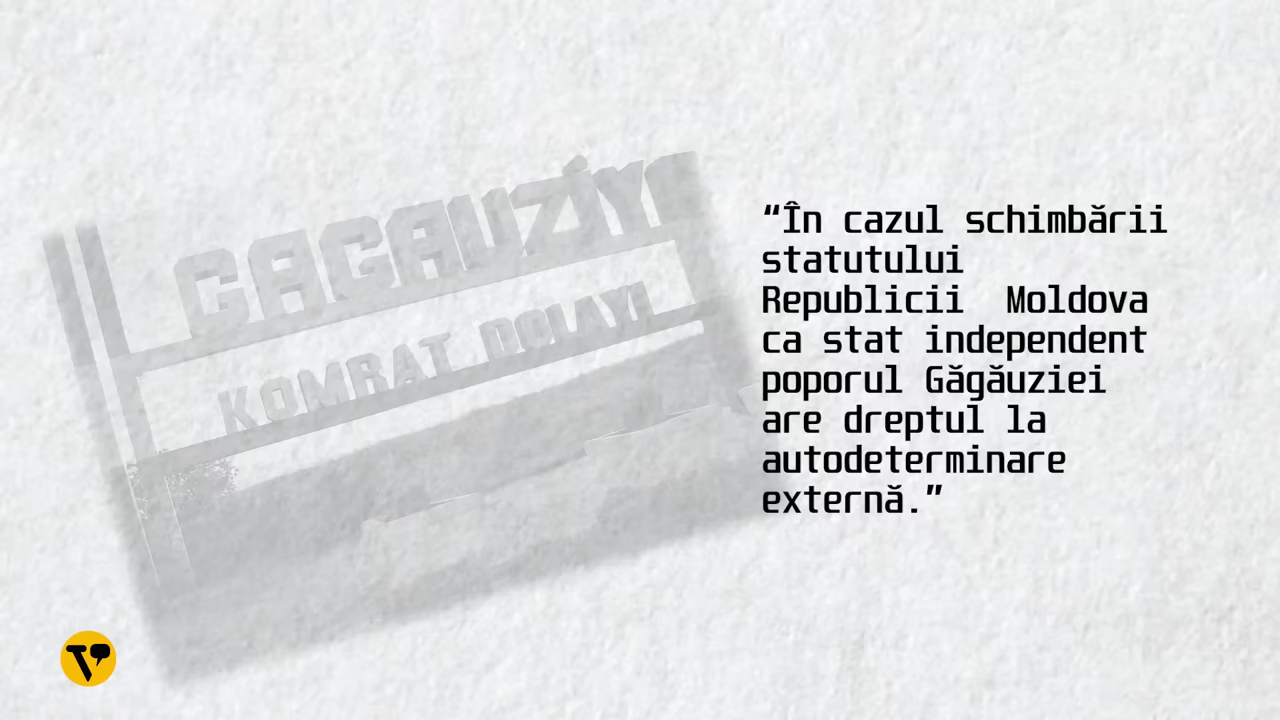 GAGAUZİY
KOMRAT DOLAYI
“În cazul schimbării
statutului
Republicii Moldova
ca stat independent
poporul Găgăuziei
are dreptul la
autodeterminare
externă.”